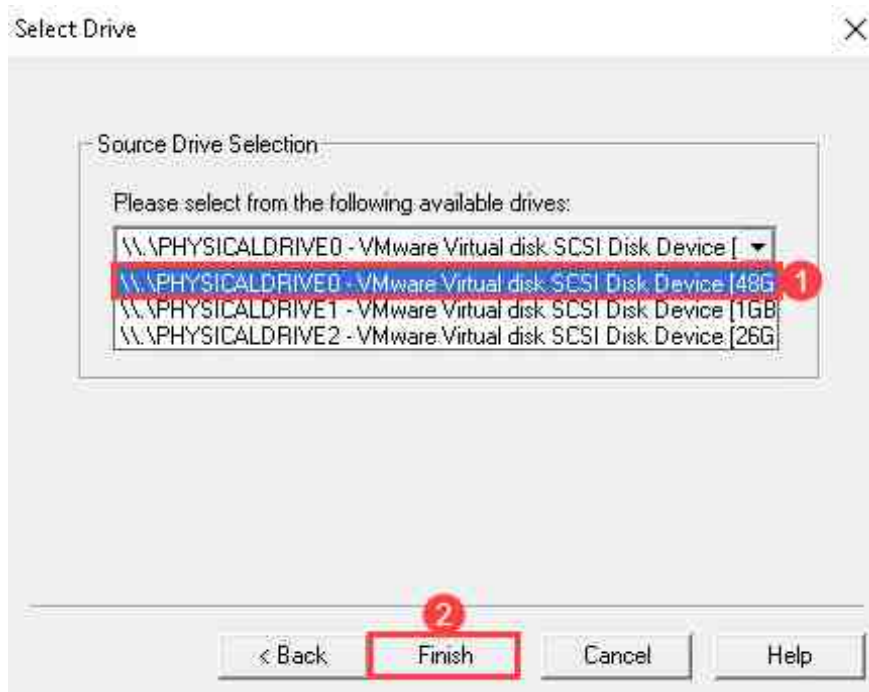 Select Drive
Source Drive Selection
Please select from the following available drives:
\\.\PHYSICALDRIVE0 - VMware Virtual disk SCSI Disk Device [
\\.\PHYSICALDRIVE0 - VMware Virtual disk SCSI Disk Device [48G
1
\\.\PHYSICALDRIVE1 - VMware Virtual disk SCSI Disk Device [1GB
\\.\PHYSICALDRIVE2 - VMware Virtual disk SCSI Disk Device [26G
2
< Back Finish Cancel Help